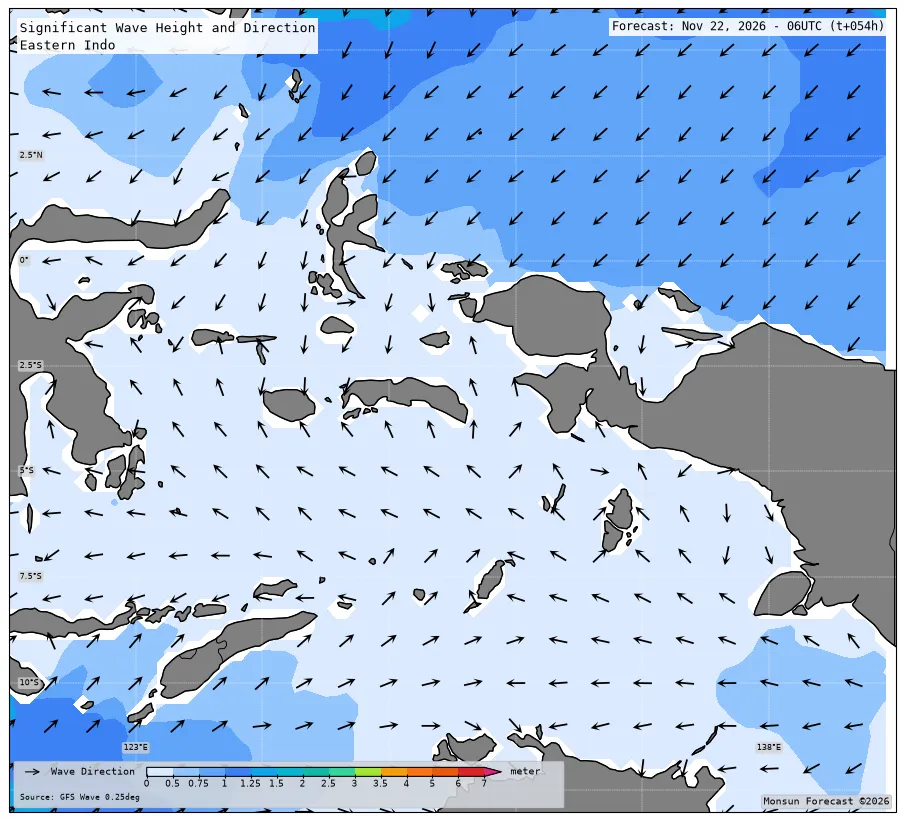 Significant Wave Height and Direction
Eastern Indo
Forecast: Nov 22, 2026 - 06UTC (t+054h)
2.5°N
0°
2.5°S
5°S
7.5°S
10°S
123°E
138°E
Wave Direction
meter
0 0.5 0.75 1 1.25 1.5 2 2.5 3 3.5 4 5 6 7
Source: GFS Wave 0.25deg
Monsun Forecast ©2026